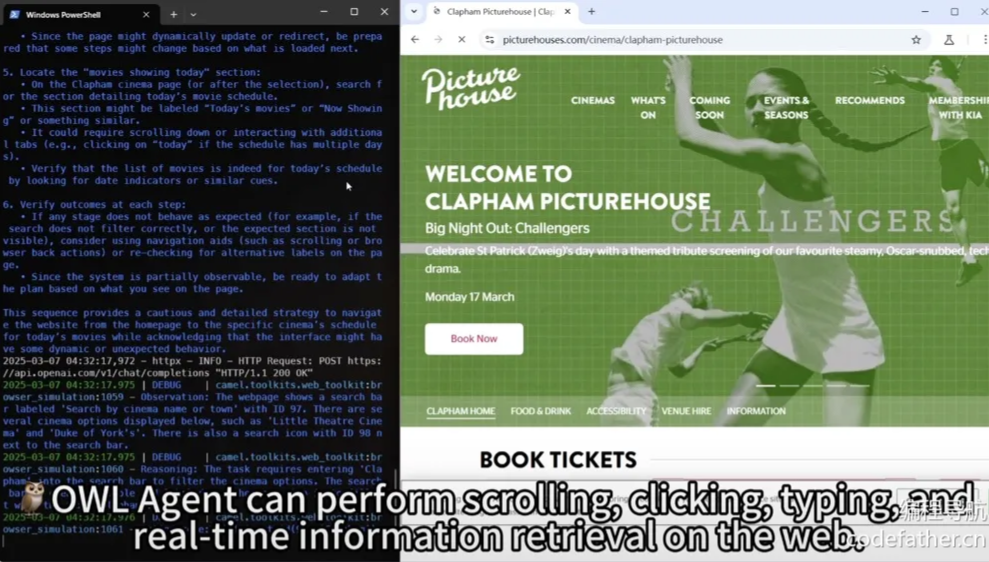 Windows PowerShell
• Since the page might dynamically update or redirect, be prepa
red that some steps might change based on what is loaded next.
5. Locate the “movies showing today” section:
• On the Clapham cinema page (or after the selection), search f
or the section detailing today’s movie schedule.
• This section might be labeled “Today’s movies” or “Now Showin
g” or something similar.
• It could require scrolling down or interacting with additiona
l tabs (e.g., clicking on “today” if the schedule has multiple day
s).
• Verify that the list of movies is indeed for today’s schedule
by looking for date indicators or similar cues.
6. Verify outcomes at each step:
• If any stage does not behave as expected (for example, if the
search does not filter correctly, or the expected section is not
visible), consider using navigation aids (such as scrolling or bro
wser back actions) or re-checking for alternative labels on the pa
ge.
• Since the system is partially observable, be ready to adapt t
he plan based on what you see on the page.
This sequence provides a cautious and detailed strategy to navigat
e the website from the homepage to the specific cinema’s schedule
for today’s movies while acknowledging that the interface might ha
ve some dynamic or unexpected behavior.
2025-03-07 04:32:17,972 - httpx - INFO - HTTP Request: POST https:
//api.openai.com/v1/chat/completions "HTTP/1.1 200 OK"
2025-03-07 04:32:17.975 | DEBUG | camel.toolkits.web_toolkit:br
owser_simulation:1059 - Observation: The webpage shows a search ba
r labeled 'Search by cinema name or town' with ID 97. There are se
veral cinema options displayed below, such as 'Little Theatre Cine
ma' and 'Duke of York's'. There is also a search icon with ID 98 n
ext to the search bar.
2025-03-07 04:32:17.975 | DEBUG | camel.toolkits.web_toolkit:br
owser_simulation:1060 - Reasoning: The task requires entering 'Cla
Clapham Picturehouse | Clap
picturehouses.com/cinema/clapham-picturehouse
Picture
house
CINEMAS
WHAT'S
ON
COMING
SOON
EVENTS &
SEASONS
RECOMMENDS
MEMBERSHI
WITH KIA
WELCOME TO
CLAPHAM PICTUREHOUSE
CHALLENGERS
Big Night Out: Challengers
Celebrate St Patrick (Zweig)'s day with a themed tribute screening of our favourite steamy, Oscar-snubbed, tech
drama.
Monday 17 March
Book Now
CLAPHAM HOME
FOOD & DRINK
ACCESSIBILITY
VENUE HIRE
INFORMATION
BOOK TICKETS
🦉OWL Agent can perform scrolling, clicking, typing, and
real-time information retrieval on the web.
编程导航
codefather.cn